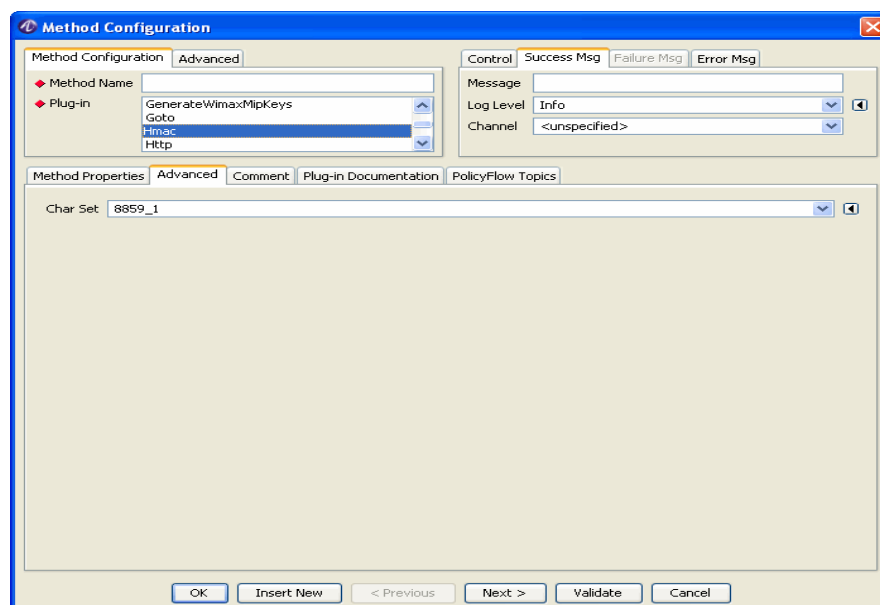 Method Configuration
Method Configuration Advanced
Method Name
Plug-in
GenerateWimaxMipKeys
Goto
Hmac
Http
Control Success Msg Failure Msg Error Msg
Message
Log Level Info
Channel <unspecified>
Method Properties Advanced Comment Plug-in Documentation PolicyFlow Topics
Char Set 8859_1
OK Insert New < Previous Next > Validate Cancel